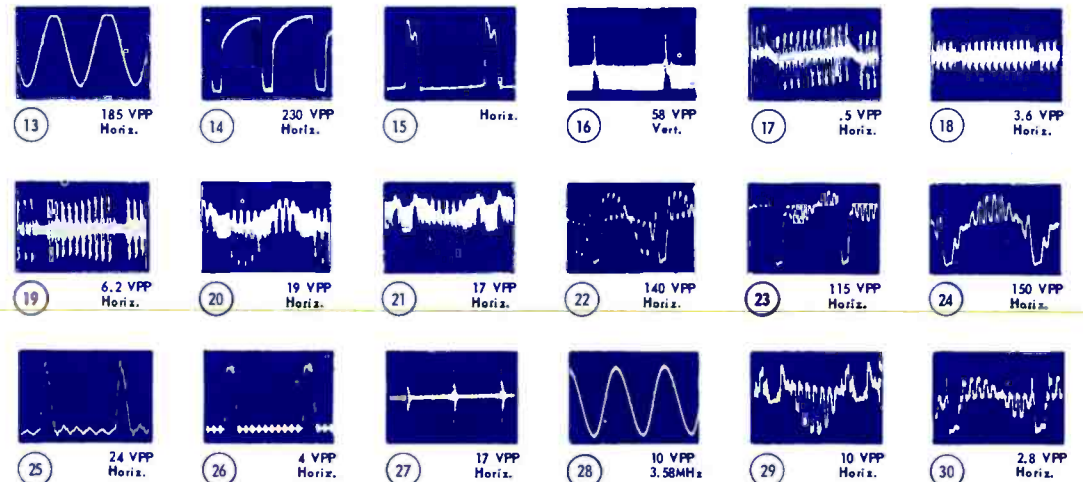 13 185 VPP
Horiz.
14 230 VPP
Horiz.
15 Horiz.
16 58 VPP
Vert.
17 .5 VPP
Horiz.
18 3.6 VPP
Horiz.
19 6.2 VPP
Horiz.
20 19 VPP
Horiz.
21 17 VPP
Horiz.
22 140 VPP
Horiz.
23 115 VPP
Horiz.
24 150 VPP
Horiz.
25 24 VPP
Horiz.
26 4 VPP
Horiz.
27 17 VPP
Horiz.
28 10 VPP
3.58MHz
29 10 VPP
Horiz.
30 2.8 VPP
Horiz.